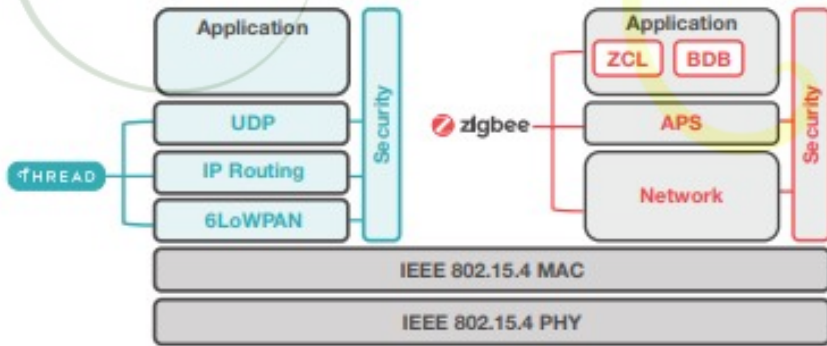 Application
UDP
IP Routing
6LoWPAN
Security
THREAD
Application
ZCL BDB
APS
Network
Security
zigbee
IEEE 802.15.4 MAC
IEEE 802.15.4 PHY